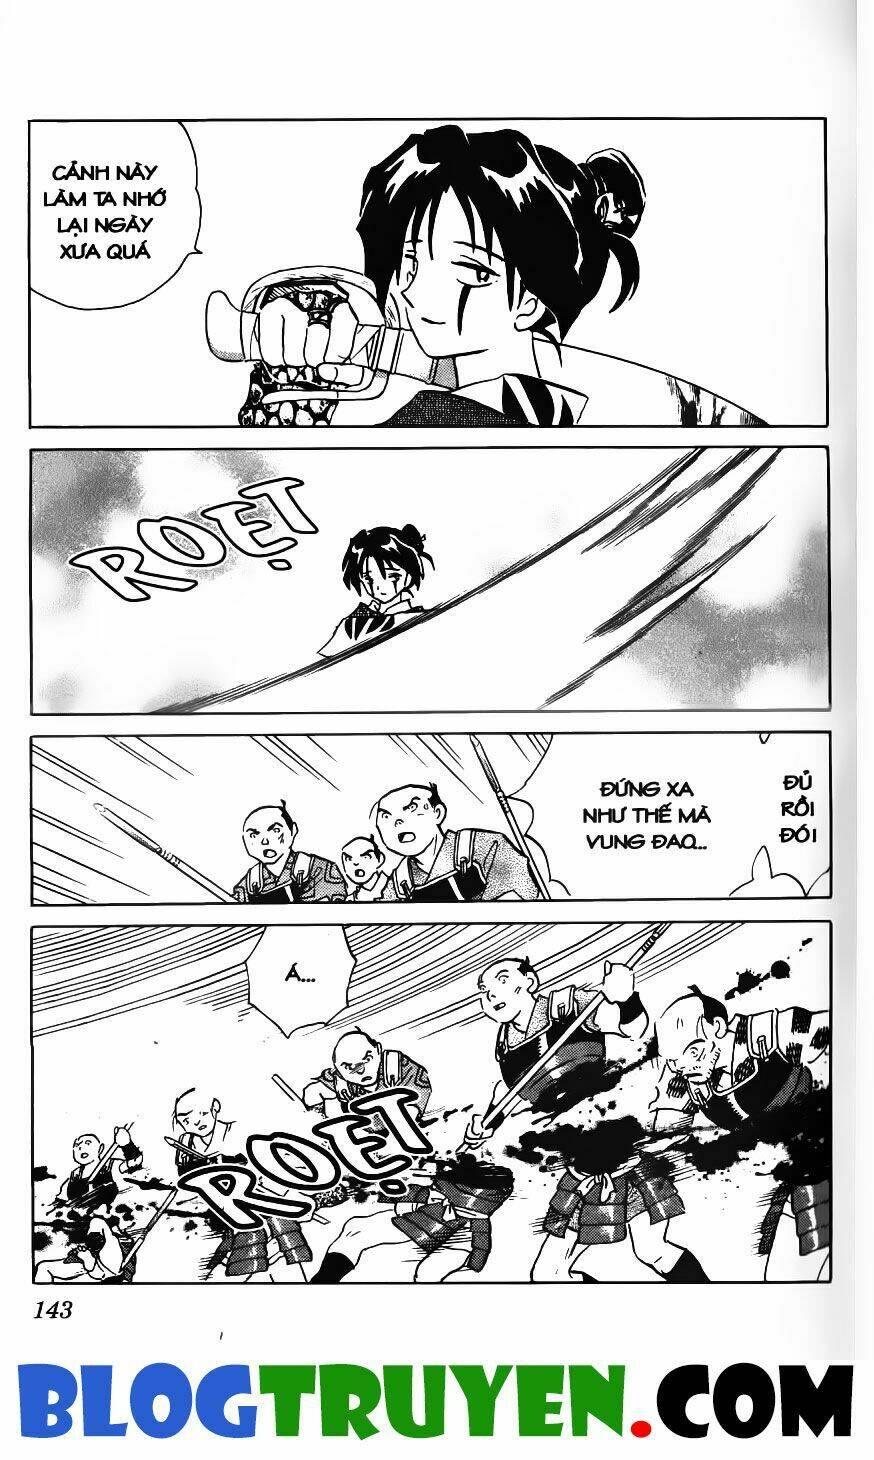 CẢNH NÀY
LÀM TA NHỚ
LẠI NGÀY
XƯA QUÁ
ROẸT
ĐỨNG XA
NHƯ THẾ MÀ
VUNG ĐAO...
ĐỦ
RỒI
ĐÓ!
Á...
ROẸT
143
BLOGTRUYEN.COM